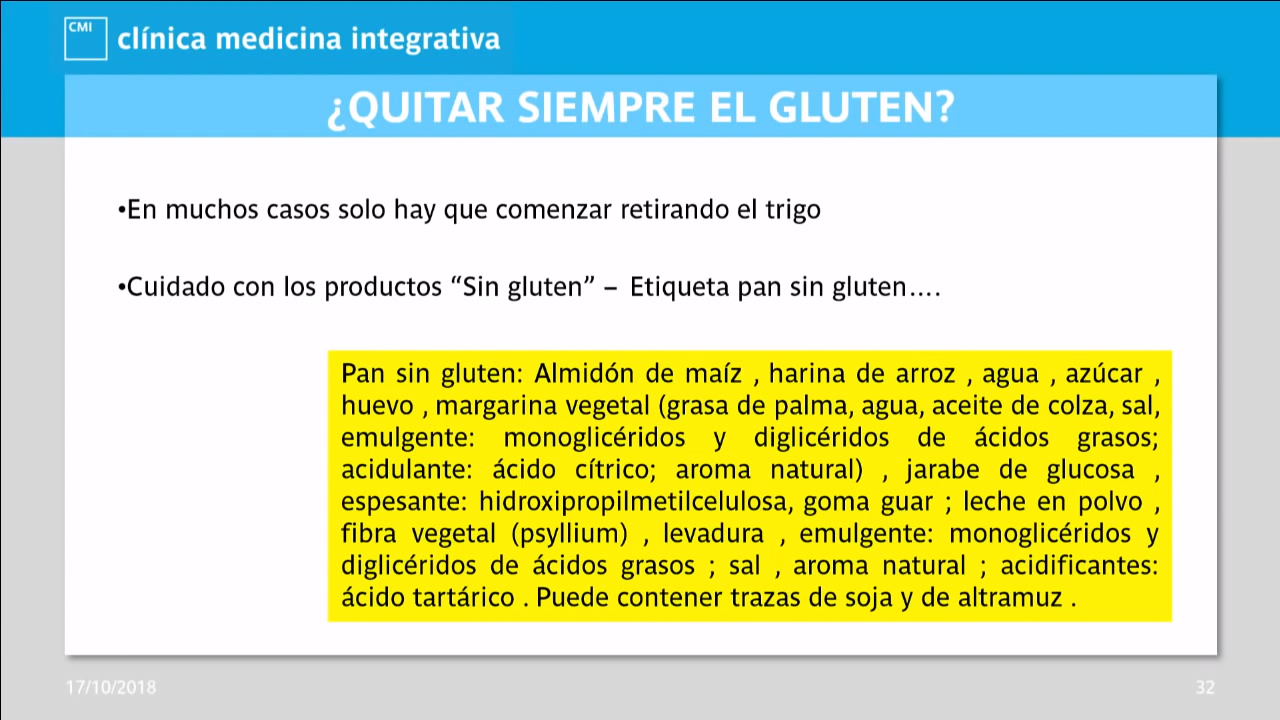 CMI
clínica medicina integrativa
¿QUITAR SIEMPRE EL GLUTEN?
•En muchos casos solo hay que comenzar retirando el trigo
•Cuidado con los productos “Sin gluten” – Etiqueta pan sin gluten....
Pan sin gluten: Almidón de maíz , harina de arroz , agua , azúcar ,
huevo , margarina vegetal (grasa de palma, agua, aceite de colza, sal,
emulgente: monoglicéridos y diglicéridos de ácidos grasos;
acidulante: ácido cítrico; aroma natural) , jarabe de glucosa ,
espesante: hidroxipropilmetilcelulosa, goma guar ; leche en polvo ,
fibra vegetal (psyllium) , levadura , emulgente: monoglicéridos y
diglicéridos de ácidos grasos ; sal , aroma natural ; acidificantes:
ácido tartárico . Puede contener trazas de soja y de altramuz .
17/10/2018
32